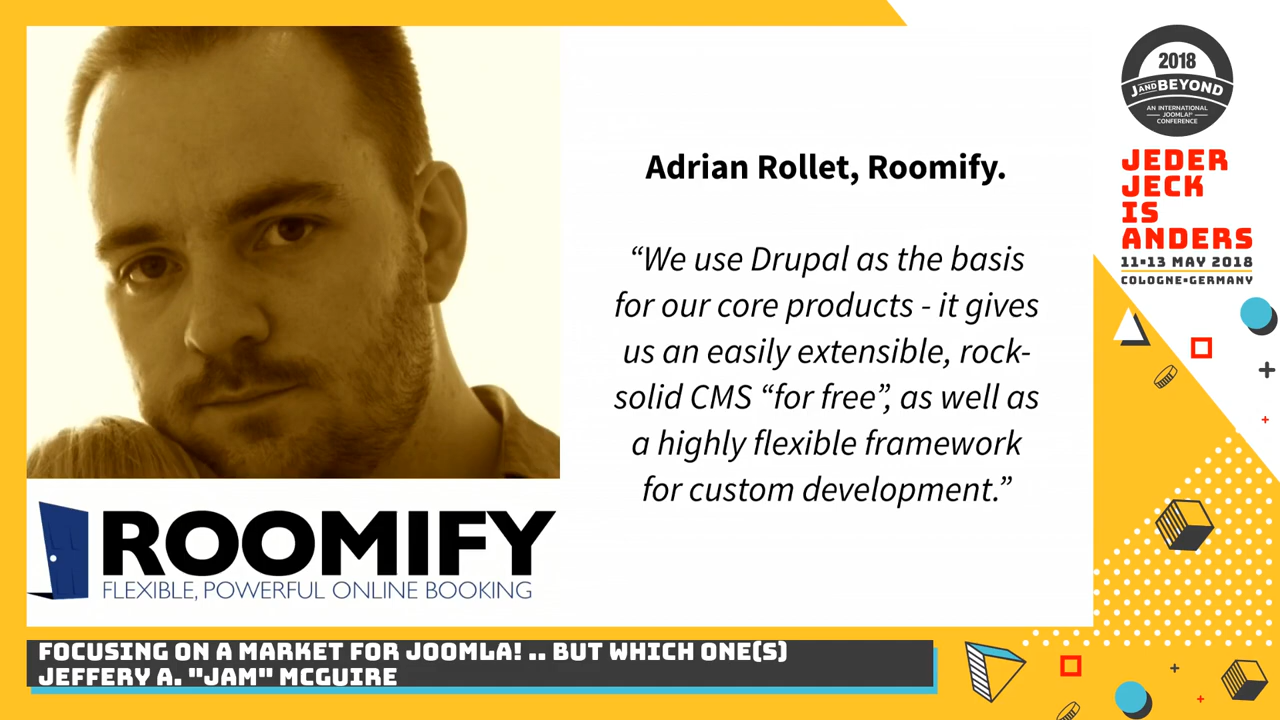 Adrian Rollet, Roomify.
“We use Drupal as the basis
for our core products - it gives
us an easily extensible, rock-
solid CMS “for free”, as well as
a highly flexible framework
for custom development.”
ROOMIFY
FLEXIBLE, POWERFUL ONLINE BOOKING
2018
JANDBEYOND
AN INTERNATIONAL
JOOMLA!®
CONFERENCE
JEDER
JECK
IS
ANDERS
11•13 MAY 2018
COLOGNE•GERMANY
FOCUSING ON A MARKET FOR JOOMLA! .. BUT WHICH ONE(S)
JEFFERY A. "JAM" MCGUIRE